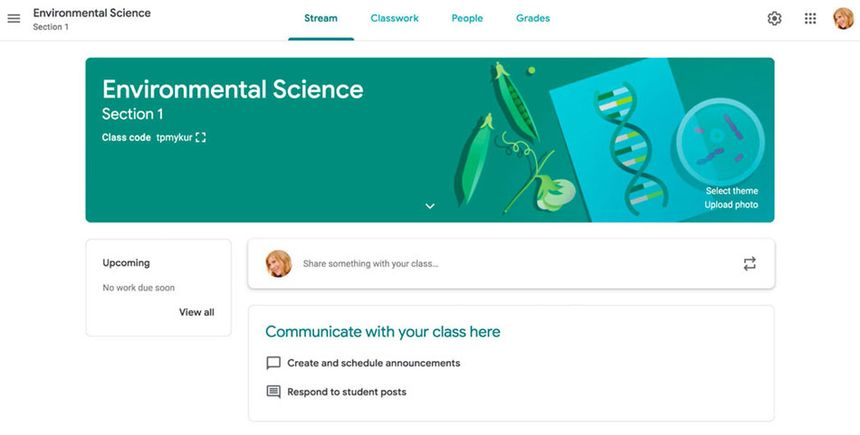 Environmental Science
Section 1
Stream
Classwork
People
Grades
Environmental Science
Section 1
Class code tpmykur
Select theme
Upload photo
Upcoming
No work due soon
View all
Share something with your class...
Communicate with your class here
Create and schedule announcements
Respond to student posts